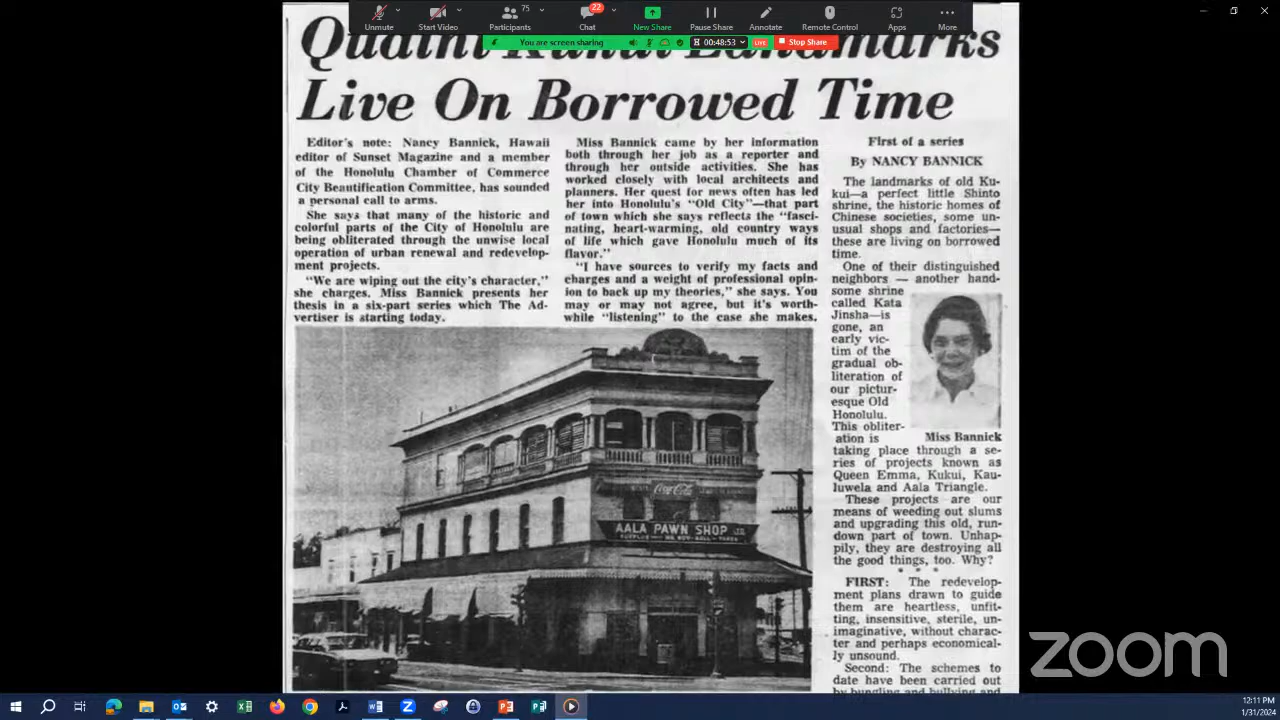 75
22
Unmute
Start Video
Participants
Chat
New Share
Pause Share
Annotate
Remote Control
Apps
More
You are screen sharing
00:48:53
LIVE
Stop Share
Quaint Kukui Landmarks
Live On Borrowed Time
Editor's note: Nancy Bannick, Hawaii
editor of Sunset Magazine and a member
of the Honolulu Chamber of Commerce
City Beautification Committee, has sounded
a personal call to arms.
She says that many of the historic and
colorful parts of the City of Honolulu are
being obliterated through the unwise local
operation of urban renewal and redevelop-
ment projects.
"We are wiping out the city's character,"
she charges. Miss Bannick presents her
thesis in a six-part series which The Ad-
vertiser is starting today.
Miss Bannick came by her information
both through her job as a reporter and
through her outside activities. She has
worked closely with local architects and
planners. Her quest for news often has led
her into Honolulu's "Old City"—that part
of town which she says reflects the "fasci-
nating, heart-warming, old country ways
of life which gave Honolulu much of its
flavor."
"I have sources to verify my facts and
charges and a weight of professional opin-
ion to back up my theories," she says. You
may or may not agree, but it's worth-
while "listening" to the case she makes.
First of a series
By NANCY BANNICK
The landmarks of old Ku-
kui—a perfect little Shinto
shrine, the historic homes of
Chinese societies, some un-
usual shops and factories—
these are living on borrowed
time.
One of their distinguished
neighbors — another hand-
some shrine
called Kata
Jinsha—is
gone, an
early vic-
tim of the
gradual ob-
literation of
our pictur-
esque Old
Honolulu.
This obliter-
ation is
Miss Bannick
taking place through a se-
ries of projects known as
Queen Emma, Kukui, Kau-
luwela and Aala Triangle.
These projects are our
means of weeding out slums
and upgrading this old, run-
down part of town. Unhap-
pily, they are destroying all
the good things, too. Why?
* * *
FIRST: The redevelop-
ment plans drawn to guide
them are heartless, unfit-
ting, insensitive, sterile, un-
imaginative, without charac-
ter and perhaps economical-
ly unsound.
Second: The schemes to
date have been carried out
by bungling and bullying and
Coca-Cola
AALA PAWN SHOP
zoom
12:11 PM
1/31/2024